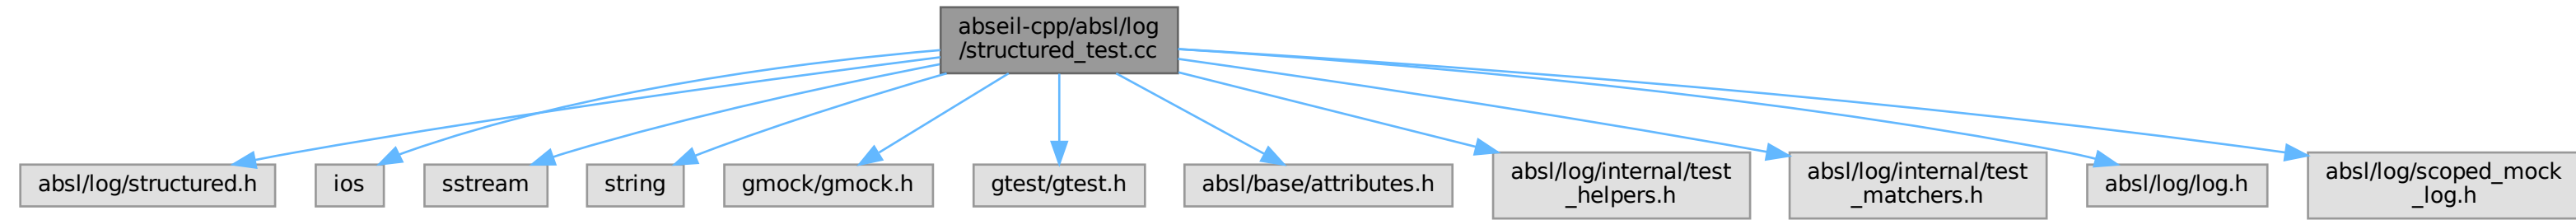 abseil-cpp/absl/log
/structured_test.cc
absl/log/structured.h
ios
sstream
string
gmock/gmock.h
gtest/gtest.h
absl/base/attributes.h
absl/log/internal/test
_helpers.h
absl/log/internal/test
_matchers.h
absl/log/log.h
absl/log/scoped_mock
_log.h